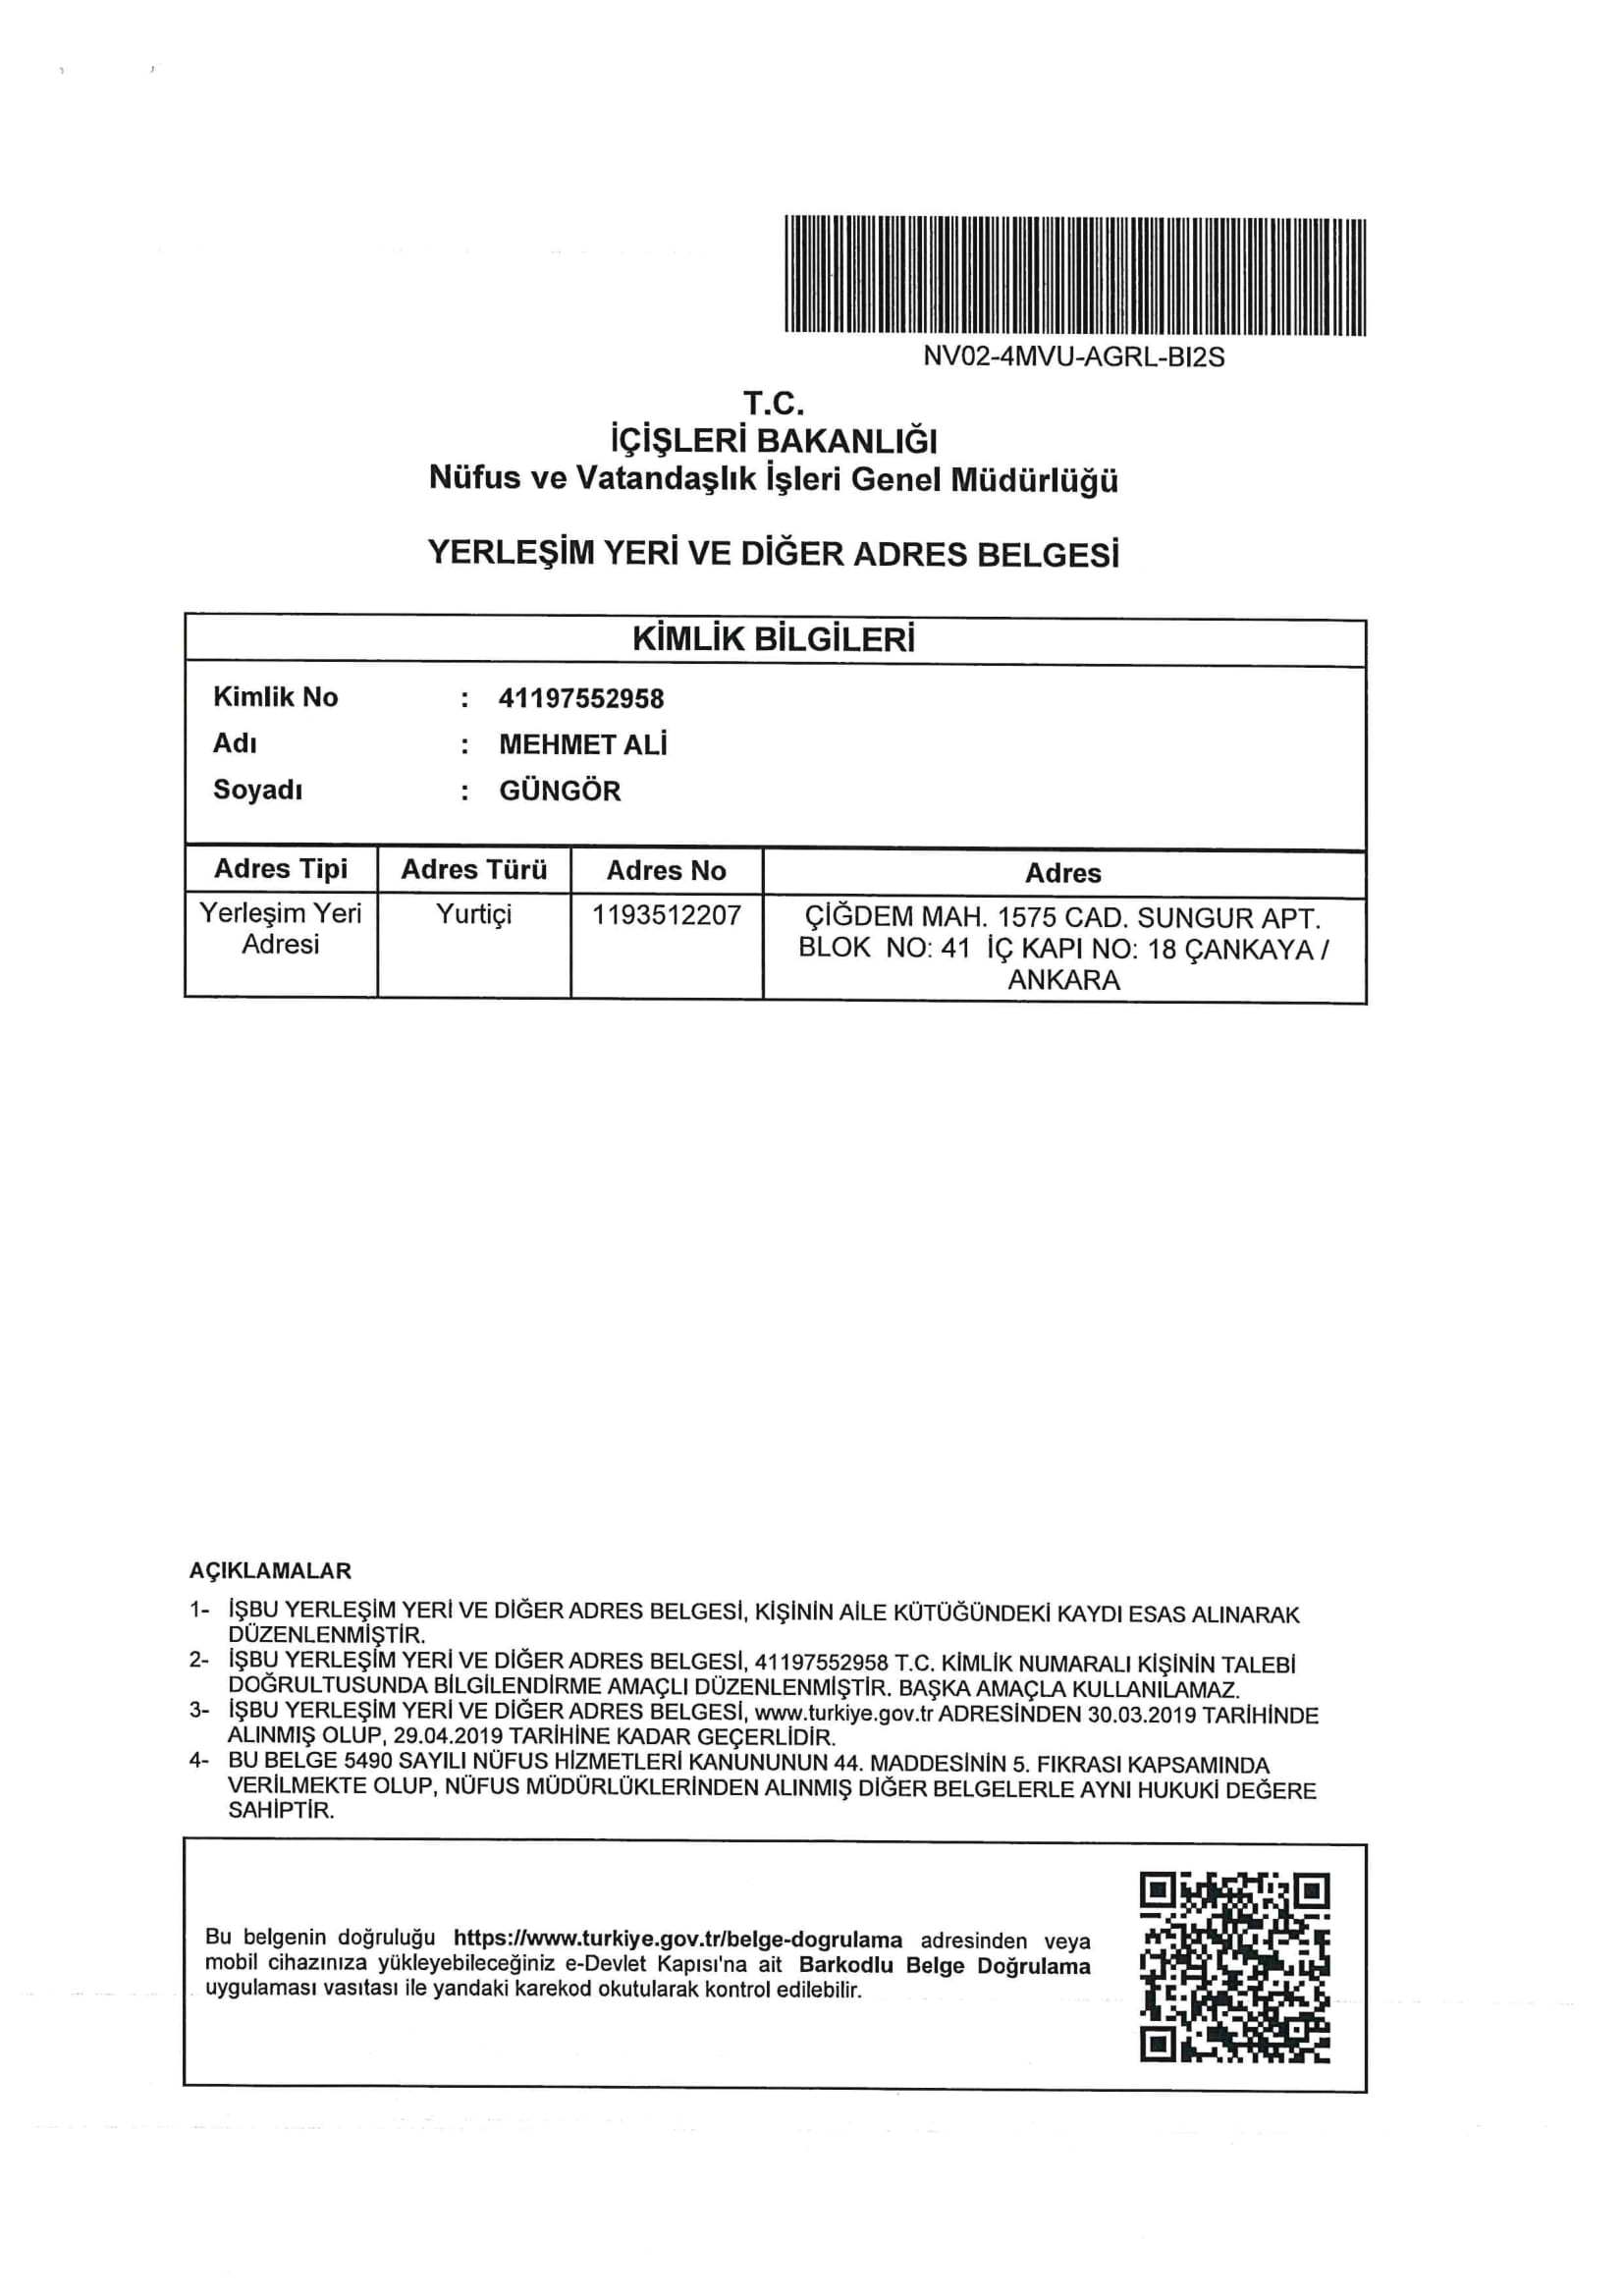 NV02-4MVU-AGRL-BI2S
T.C.
İÇİŞLERİ BAKANLIĞI
Nüfus ve Vatandaşlık İşleri Genel Müdürlüğü
YERLEŞİM YERİ VE DİĞER ADRES BELGESİ
KİMLİK BİLGİLERİ
Kimlik No : 41197552958
Adı : MEHMET ALİ
Soyadı : GÜNGÖR
Adres Tipi Adres Türü Adres No Adres
Yerleşim Yeri Yurtiçi 1193512207 ÇİĞDEM MAH. 1575 CAD. SUNGUR APT.
Adresi BLOK NO: 41 İÇ KAPI NO: 18 ÇANKAYA /
ANKARA
AÇIKLAMALAR
1- İŞBU YERLEŞİM YERİ VE DİĞER ADRES BELGESİ, KİŞİNİN AİLE KÜTÜĞÜNDEKİ KAYDI ESAS ALINARAK
DÜZENLENMİŞTİR.
2- İŞBU YERLEŞİM YERİ VE DİĞER ADRES BELGESİ, 41197552958 T.C. KİMLİK NUMARALI KİŞİNİN TALEBİ
DOĞRULTUSUNDA BİLGİLENDİRME AMAÇLI DÜZENLENMİŞTİR. BAŞKA AMAÇLA KULLANILAMAZ.
3- İŞBU YERLEŞİM YERİ VE DİĞER ADRES BELGESİ, www.turkiye.gov.tr ADRESİNDEN 30.03.2019 TARİHİNDE
ALINMIŞ OLUP, 29.04.2019 TARİHİNE KADAR GEÇERLİDİR.
4- BU BELGE 5490 SAYILI NÜFUS HİZMETLERİ KANUNUNUN 44. MADDESİNİN 5. FIKRASI KAPSAMINDA
VERİLMEKTE OLUP, NÜFUS MÜDÜRLÜKLERİNDEN ALINMIŞ DİĞER BELGELERLE AYNI HUKUKİ DEĞERE
SAHİPTİR.
Bu belgenin doğruluğu https://www.turkiye.gov.tr/belge-dogrulama adresinden veya
mobil cihazınıza yükleyebileceğiniz e-Devlet Kapısı'na ait Barkodlu Belge Doğrulama
uygulaması vasıtası ile yandaki karekod okutularak kontrol edilebilir.